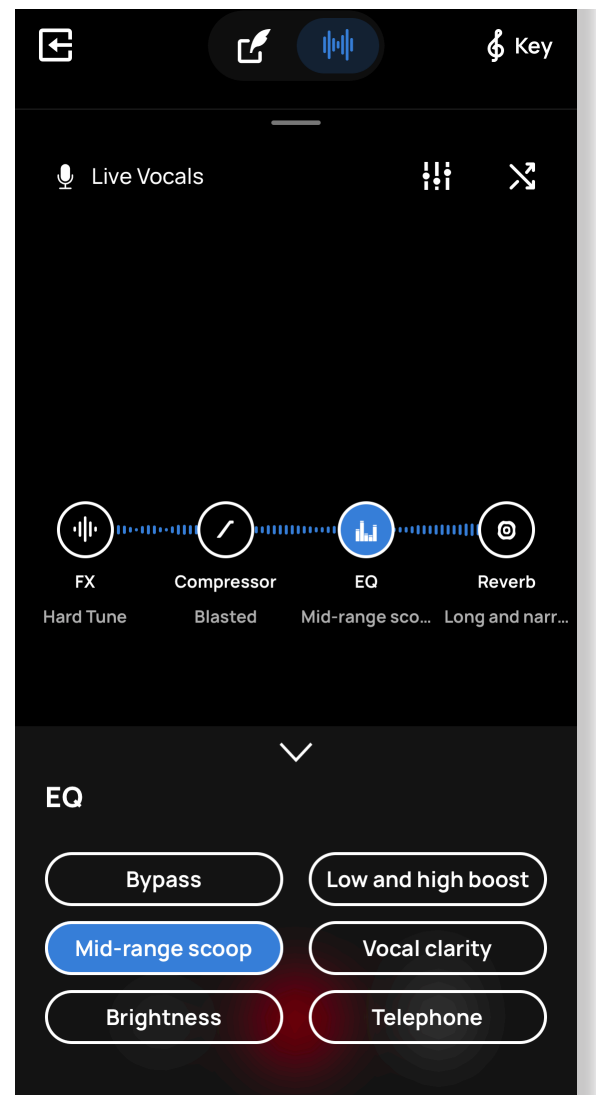 Key
Live Vocals
FX
Compressor
EQ
Reverb
Hard Tune
Blasted
Mid-range sco...
Long and narr...
EQ
Bypass
Low and high boost
Mid-range scoop
Vocal clarity
Brightness
Telephone